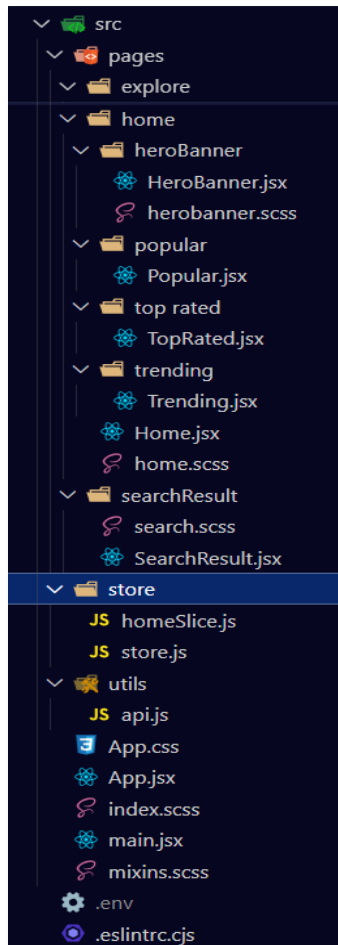 src
pages
explore
home
heroBanner
HeroBanner.jsx
herobanner.scss
popular
Popular.jsx
top rated
TopRated.jsx
trending
Trending.jsx
Home.jsx
home.scss
searchResult
search.scss
SearchResult.jsx
store
JS homeSlice.js
JS store.js
utils
JS api.js
App.css
App.jsx
index.scss
main.jsx
mixins.scss
.env
.eslintrc.cjs